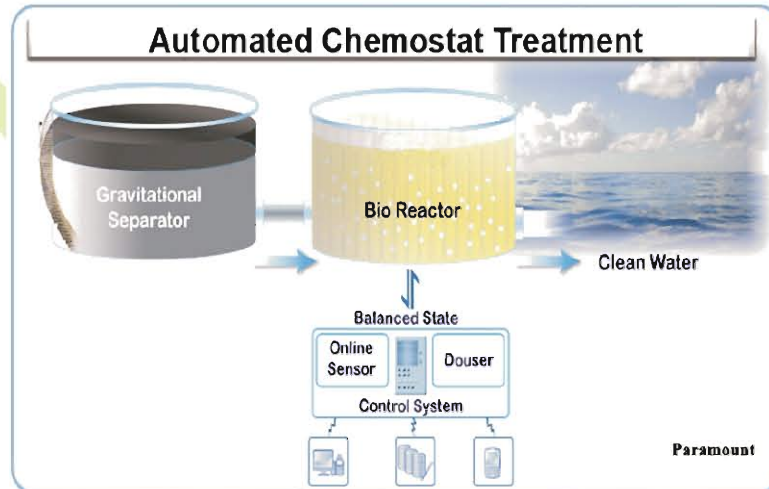 Automated Chemostat Treatment
Gravitational
Separator
Bio Reactor
Clean Water
Balanced State
Online
Sensor
Douser
Control System
Paramount